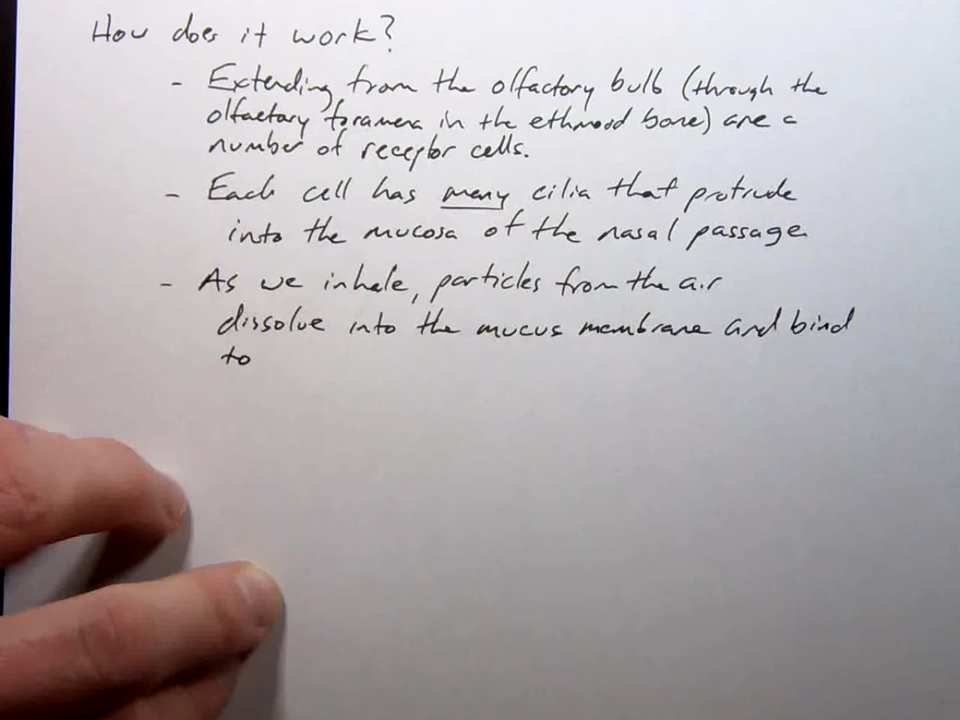 How does it work?
- Extending from the olfactory bulb (through the
olfactory foramera in the ethmoid bone) are a
number of receptor cells.
- Each cell has many cilia that protrude
into the mucosa of the nasal passage
- As we inhale, particles from the air
dissolve into the mucus membrane and bind
to